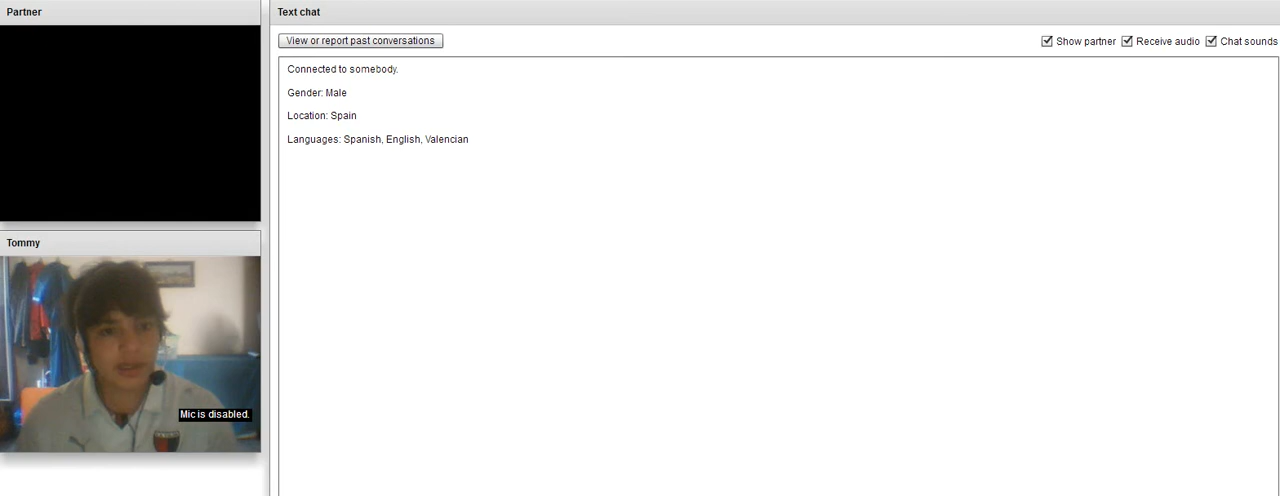 Partner
Text chat
View or report past conversations
Show partner
Receive audio
Chat sounds
Connected to somebody.
Gender: Male
Location: Spain
Languages: Spanish, English, Valencian
Tommy
Mic is disabled.